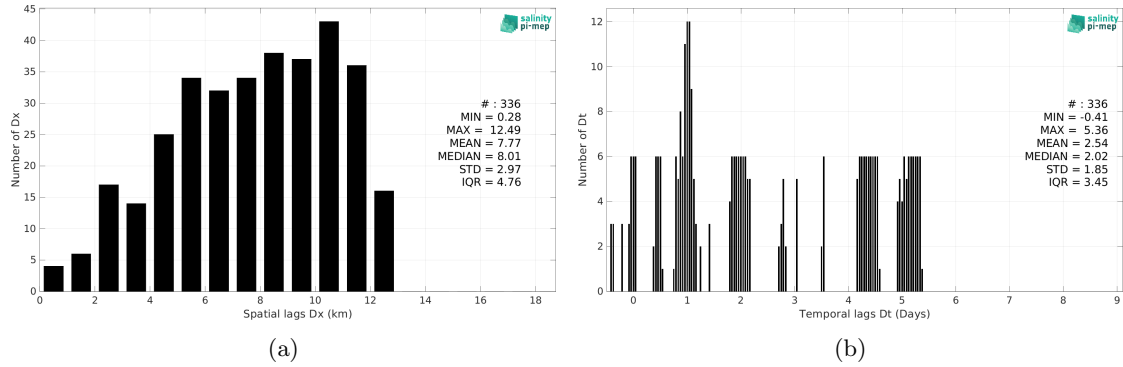 45
40
35
30
25
20
15
10
5
0
Number of Dx
0 2 4 6 8 10 12 14 16 18
Spatial lags Dx (km)
salinity
pi-mep
# : 336
MIN = 0.28
MAX = 12.49
MEAN = 7.77
MEDIAN = 8.01
STD = 2.97
IQR = 4.76
(a)
12
10
8
6
4
2
0
Number of Dt
0 1 2 3 4 5 6 7 8 9
Temporal lags Dt (Days)
salinity
pi-mep
# : 336
MIN = -0.41
MAX = 5.36
MEAN = 2.54
MEDIAN = 2.02
STD = 1.85
IQR = 3.45
(b)